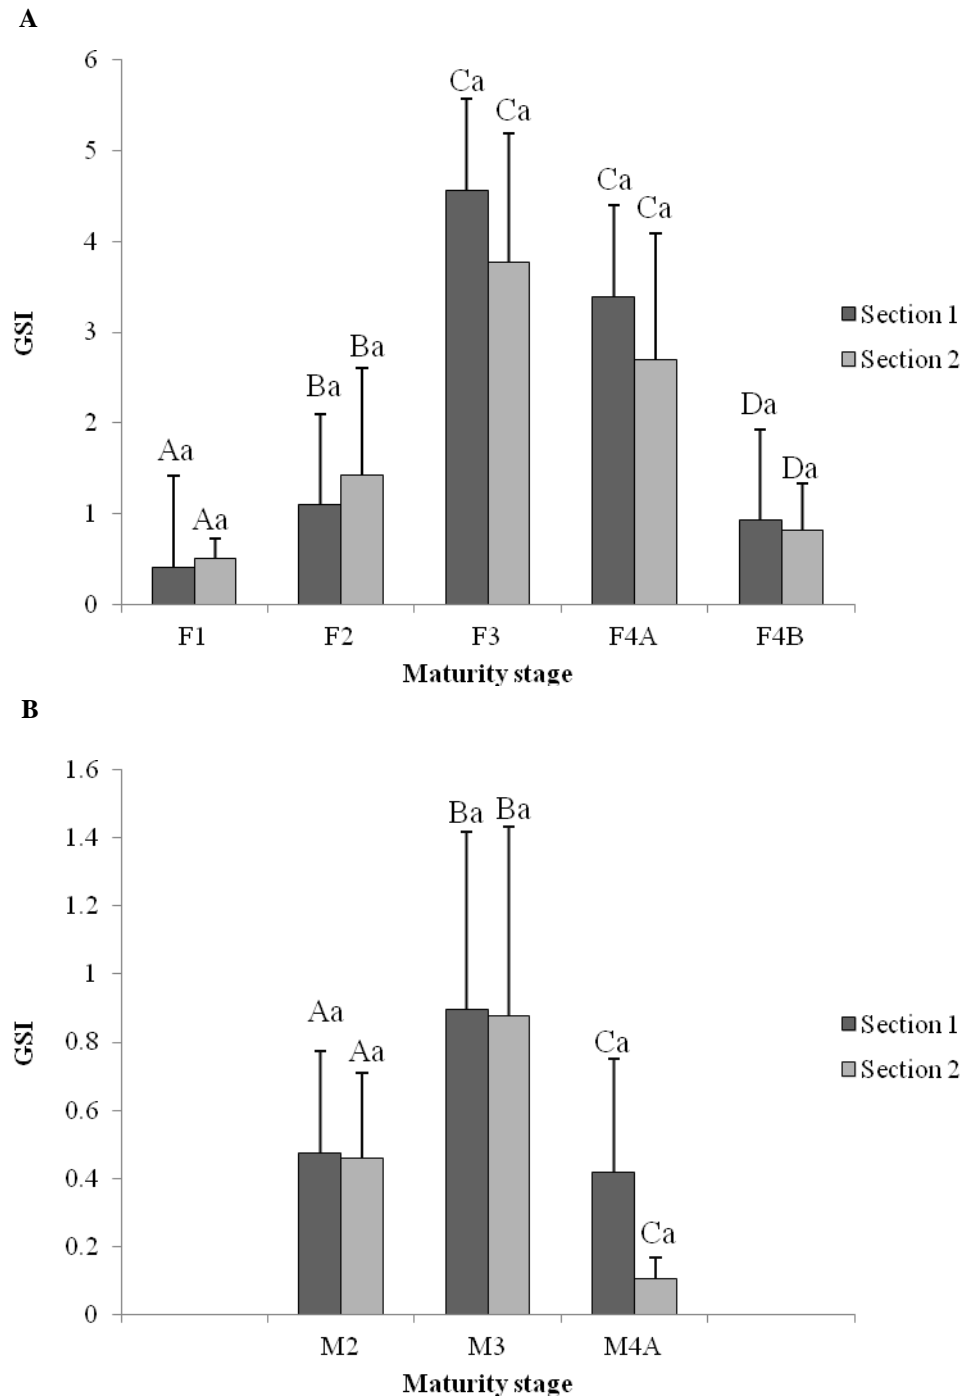 A
6
Ca
Ca
5
Ca
Ca
4
Section 1
GSI
3
Section 2
Ba
Ba
2
Da
Aa
Da
1
Aa
0
F1 F2 F3 F4A F4B
Maturity stage
B
1.6
Ba Ba
1.4
1.2
1
Aa
Section 1
GSI
0.8
Aa
Ca
Section 2
0.6
0.4
Ca
0.2
0
M2 M3 M4A
Maturity stage